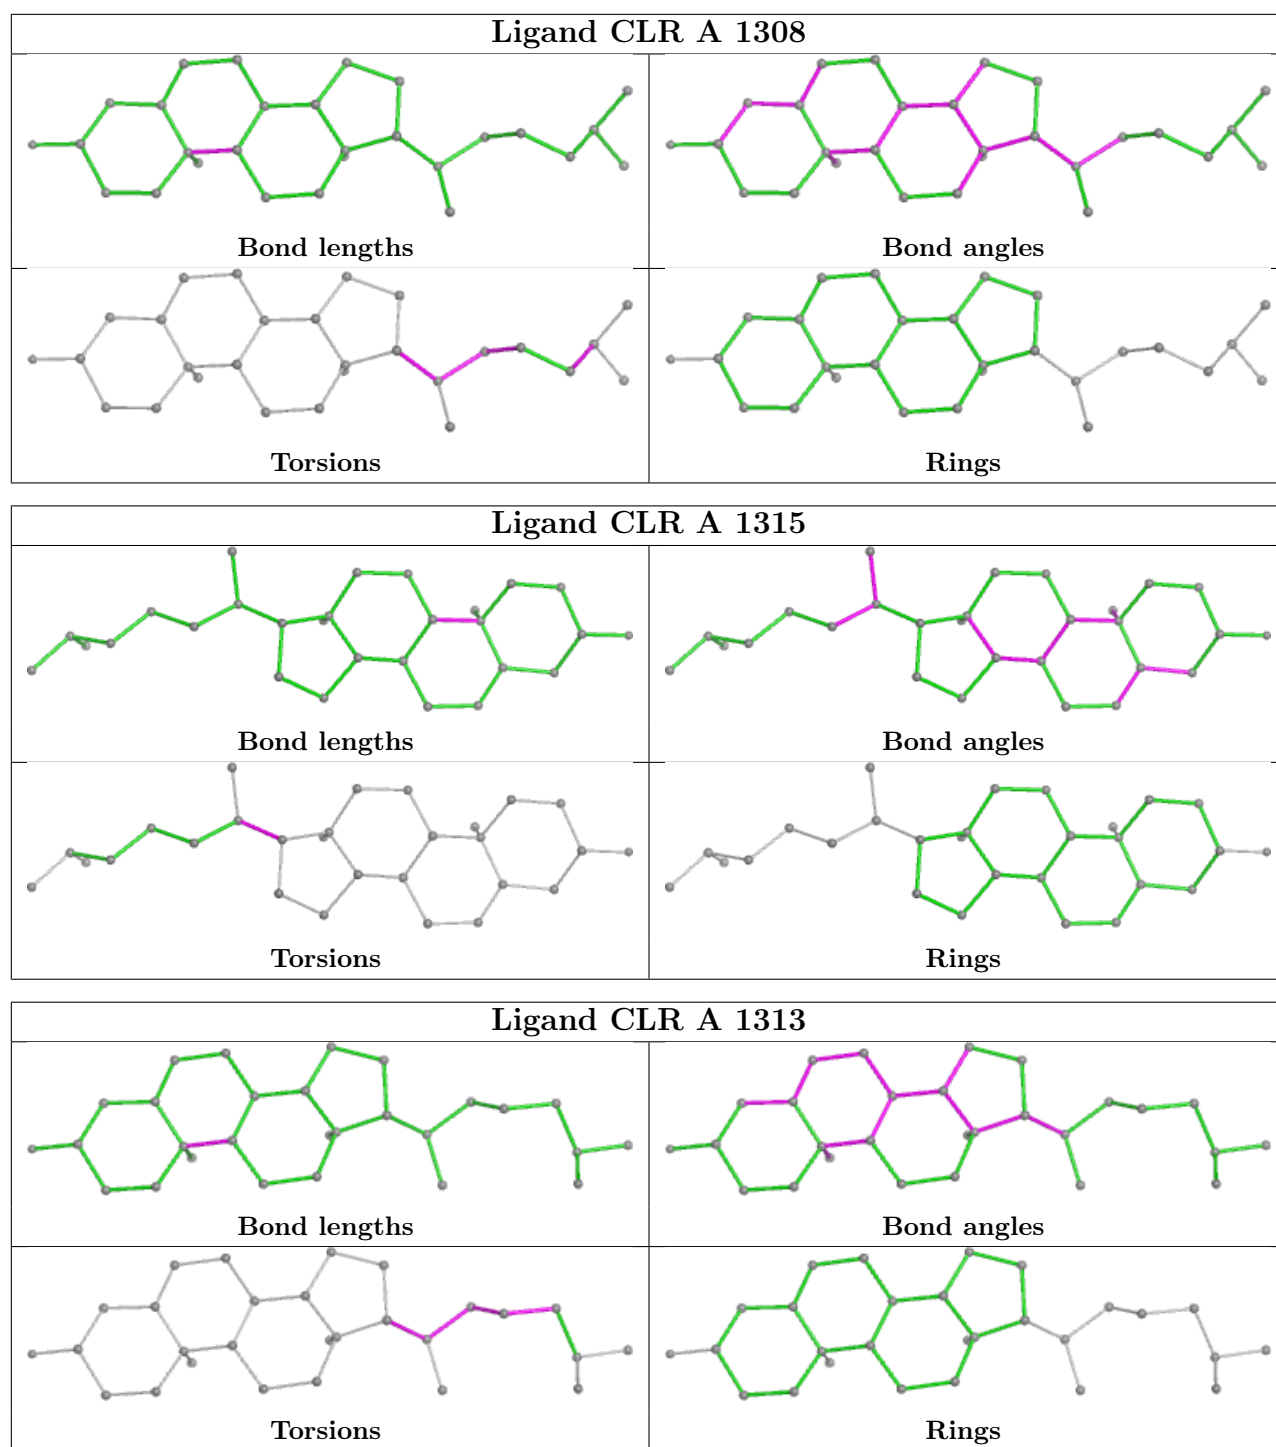 Ligand CLR A 1308
Bond lengths
Bond angles
Torsions
Rings
Ligand CLR A 1315
Bond lengths
Bond angles
Torsions
Rings
Ligand CLR A 1313
Bond lengths
Bond angles
Torsions
Rings